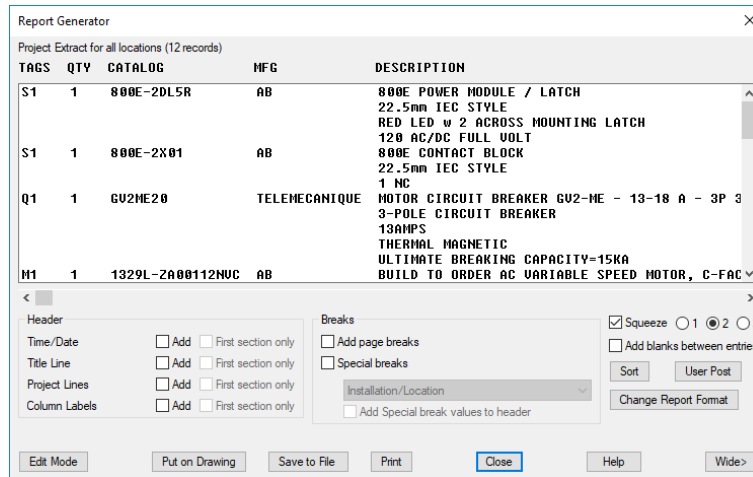 Report Generator
Project Extract for all locations (12 records)
TAGS QTY CATALOG MFG DESCRIPTION
S1 1 800E-2DL5R AB 800E POWER MODULE / LATCH
22.5mm IEC STYLE
RED LED w 2 ACROSS MOUNTING LATCH
120 AC/DC FULL VOLT
S1 1 800E-2X01 AB 800E CONTACT BLOCK
22.5mm IEC STYLE
1 NC
Q1 1 GV2ME20 TELEMECANIQUE MOTOR CIRCUIT BREAKER GV2-ME - 13-18 A - 3P 3
3-POLE CIRCUIT BREAKER
13AMPS
THERMAL MAGNETIC
ULTIMATE BREAKING CAPACITY=15KA
M1 1 1329L-ZA00112NVC AB BUILD TO ORDER AC VARIABLE SPEED MOTOR, C-FAC
Header
Time/Date Add First section only
Title Line Add First section only
Project Lines Add First section only
Column Labels Add First section only
Breaks
Add page breaks
Special breaks
Installation/Location
Add Special break values to header
Squeeze 1 2
Add blanks between entrie
Sort User Post
Change Report Format
Edit Mode Put on Drawing Save to File Print Close Help Wide>